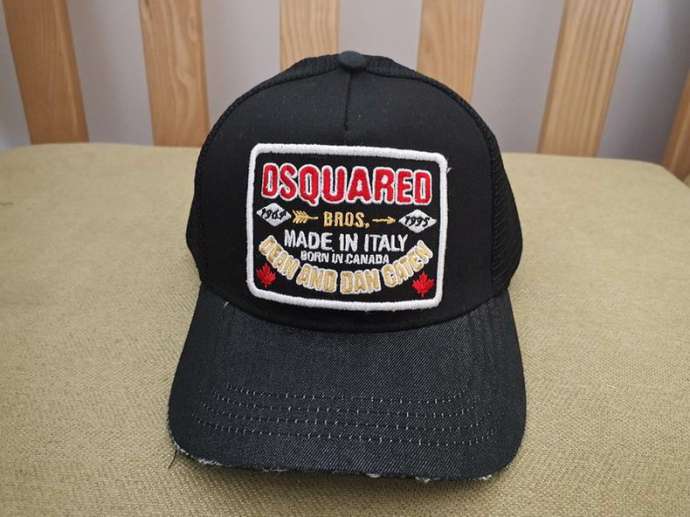 DSQUARED
1964 BROS. 1995
MADE IN ITALY
BORN IN CANADA
DEAN AND DAN CATEN